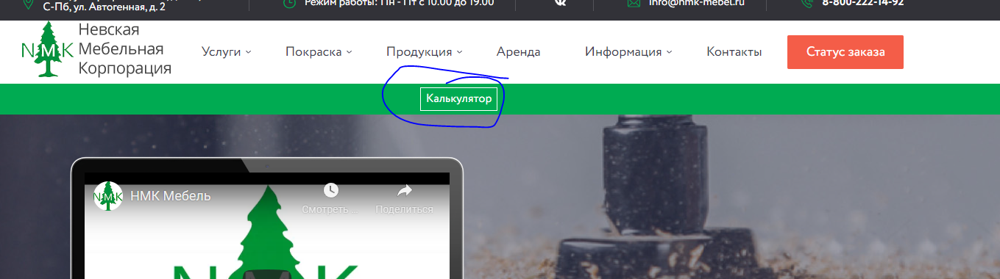 С-Пб, ул. Автогенная, д. 2
Режим работы: Пн - Пт с 10.00 до 19.00
info@nmk-mebel.ru
8-800-222-14-92
NMK
Невская
Мебельная
Корпорация
Услуги
Покраска
Продукция
Аренда
Информация
Контакты
Статус заказа
Калькулятор
NMK
НМК Мебель
Смотреть ...
Поделиться
NMK